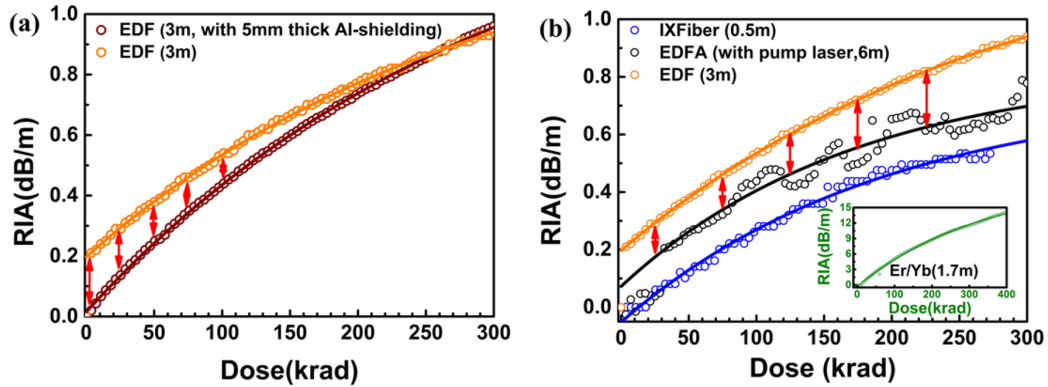 (a)
EDF (3m, with 5mm thick Al-shielding)
EDF (3m)
RIA(dB/m)
1.0
0.8
0.6
0.4
0.2
0.0
0 50 100 150 200 250 300
Dose(krad)
(b)
IXFiber (0.5m)
EDFA (with pump laser,6m)
EDF (3m)
RIA(dB/m)
1.0
0.8
0.6
0.4
0.2
0.0
0 50 100 150 200 250 300
Dose (krad)
RIA(dB/m)
15
12
9
6
3
0
Er/Yb(1.7m)
0 100 200 300 400
Dose(krad)